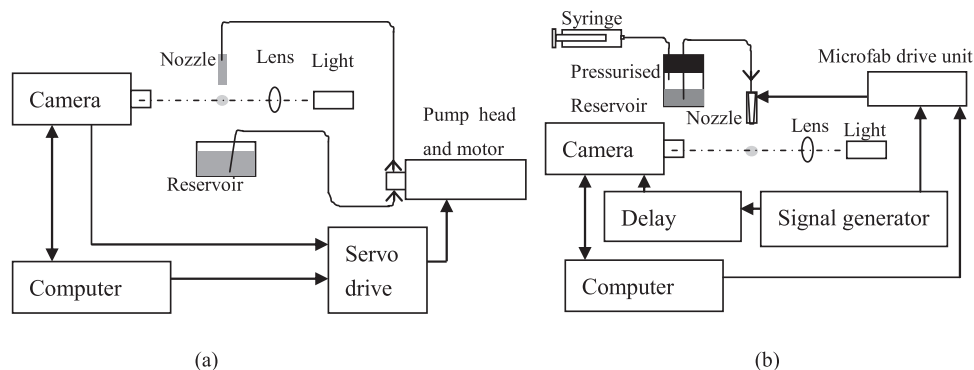 Nozzle
Lens
Light
Camera
Pump head
and motor
Reservoir
Servo
drive
Computer
(a)
Syringe
Pressurised
Reservoir
Microfab drive unit
Nozzle
Lens
Light
Camera
Delay
Signal generator
Computer
(b)